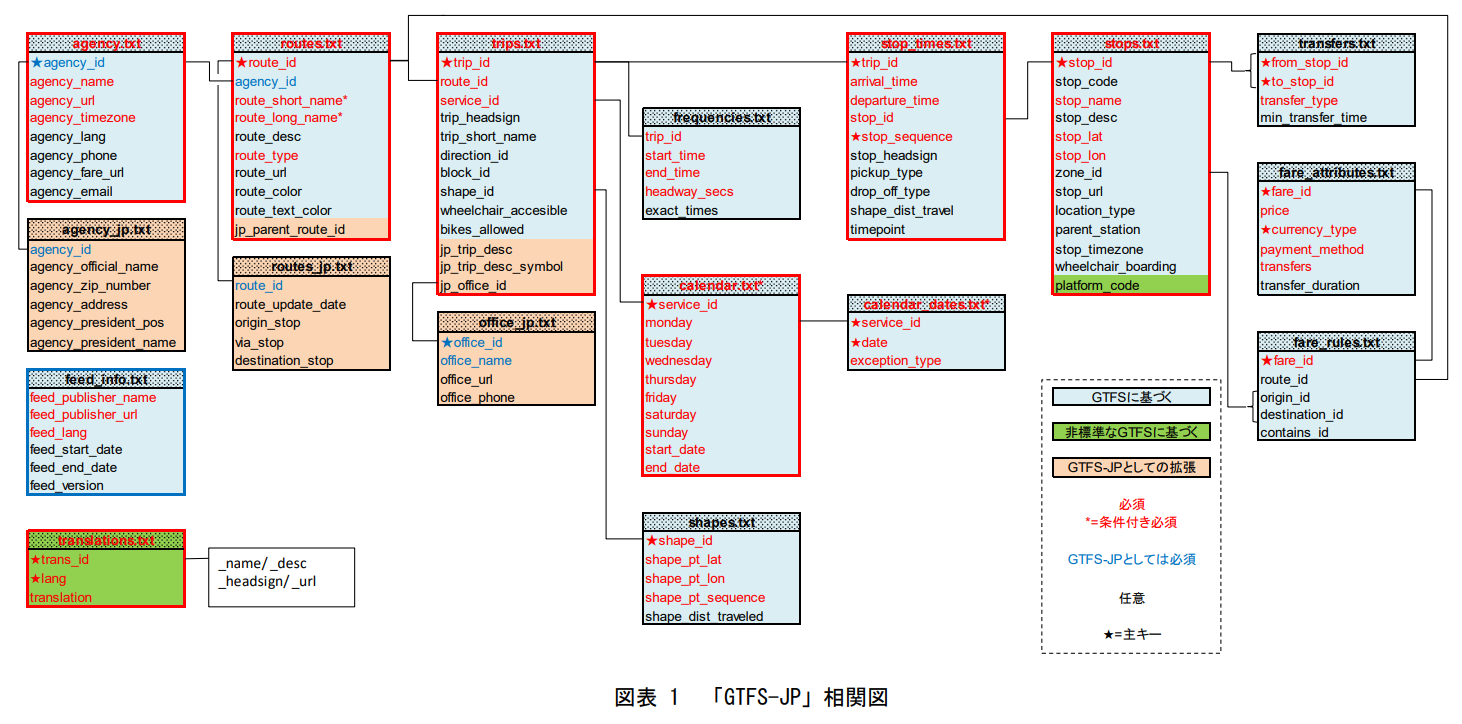 agency.txt
★agency_id
agency_name
agency_url
agency_timezone
agency_lang
agency_phone
agency_fare_url
agency_email
agency_jp.txt
agency_id
agency_official_name
agency_zip_number
agency_address
agency_president_pos
agency_president_name
feed_info.txt
feed_publisher_name
feed_publisher_url
feed_lang
feed_start_date
feed_end_date
feed_version
translations.txt
★trans_id
★lang
translation
_name/_desc
_headsign/_url
routes.txt
★route_id
agency_id
route_short_name*
route_long_name*
route_desc
route_type
route_url
route_color
route_text_color
jp_parent_route_id
routes_jp.txt
route_id
route_update_date
origin_stop
via_stop
destination_stop
trips.txt
★trip_id
route_id
service_id
trip_headsign
trip_short_name
direction_id
block_id
shape_id
wheelchair_accesible
bikes_allowed
jp_trip_desc
jp_trip_desc_symbol
jp_office_id
office_jp.txt
★office_id
office_name
office_url
office_phone
frequencies.txt
trip_id
start_time
end_time
headway_secs
exact_times
calendar.txt*
★service_id
monday
tuesday
wednesday
thursday
friday
saturday
sunday
start_date
end_date
shapes.txt
★shape_id
shape_pt_lat
shape_pt_lon
shape_pt_sequence
shape_dist_traveled
stop_times.txt
★trip_id
arrival_time
departure_time
stop_id
★stop_sequence
stop_headsign
pickup_type
drop_off_type
shape_dist_travel
timepoint
calendar_dates.txt*
★service_id
★date
exception_type
stops.txt
★stop_id
stop_code
stop_name
stop_desc
stop_lat
stop_lon
zone_id
stop_url
location_type
parent_station
stop_timezone
wheelchair_boarding
platform_code
transfers.txt
★from_stop_id
★to_stop_id
transfer_type
min_transfer_time
fare_attributes.txt
★fare_id
price
★currency_type
payment_method
transfers
transfer_duration
fare_rules.txt
★fare_id
route_id
origin_id
destination_id
contains_id
GTFSに基づく
非標準なGTFSに基づく
GTFS-JPとしての拡張
必須
*=条件付き必須
GTFS-JPとしては必須
任意
★=主キー
図表 1 「GTFS-JP」相関図